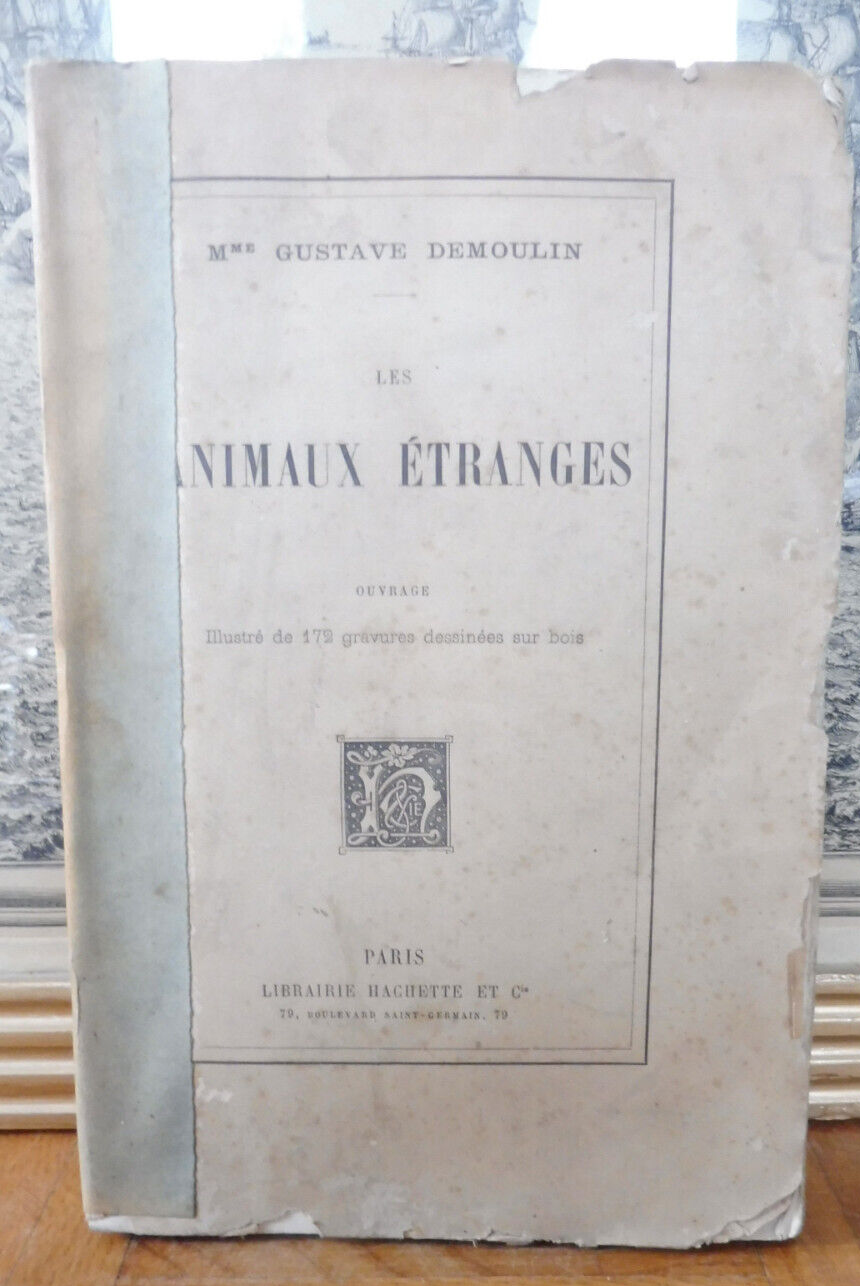 MME GUSTAVE DEMOULIN
LES
ANIMAUX ÉTRANGES
OUVRAGE
Illustré de 172 gravures dessinées sur bois
H & CIE
PARIS
LIBRAIRIE HACHETTE ET Cie
79, BOULEVARD SAINT-GERMAIN, 79